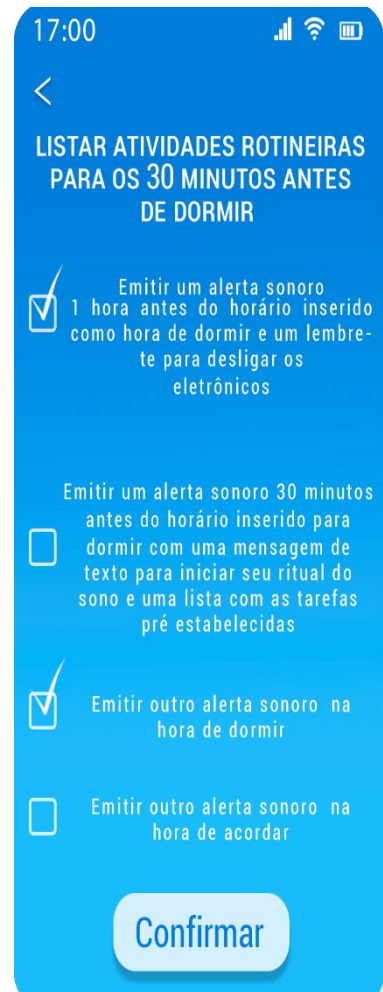 17:00
LISTAR ATIVIDADES ROTINEIRAS
PARA OS 30 MINUTOS ANTES
DE DORMIR
Emitir um alerta sonoro
1 hora antes do horário inserido
como hora de dormir e um lembre-
te para desligar os
eletrônicos
Emitir um alerta sonoro 30 minutos
antes do horário inserido para
dormir com uma mensagem de
texto para iniciar seu ritual do
sono e uma lista com as tarefas
pré estabelecidas
Emitir outro alerta sonoro na
hora de dormir
Emitir outro alerta sonoro na
hora de acordar
Confirmar